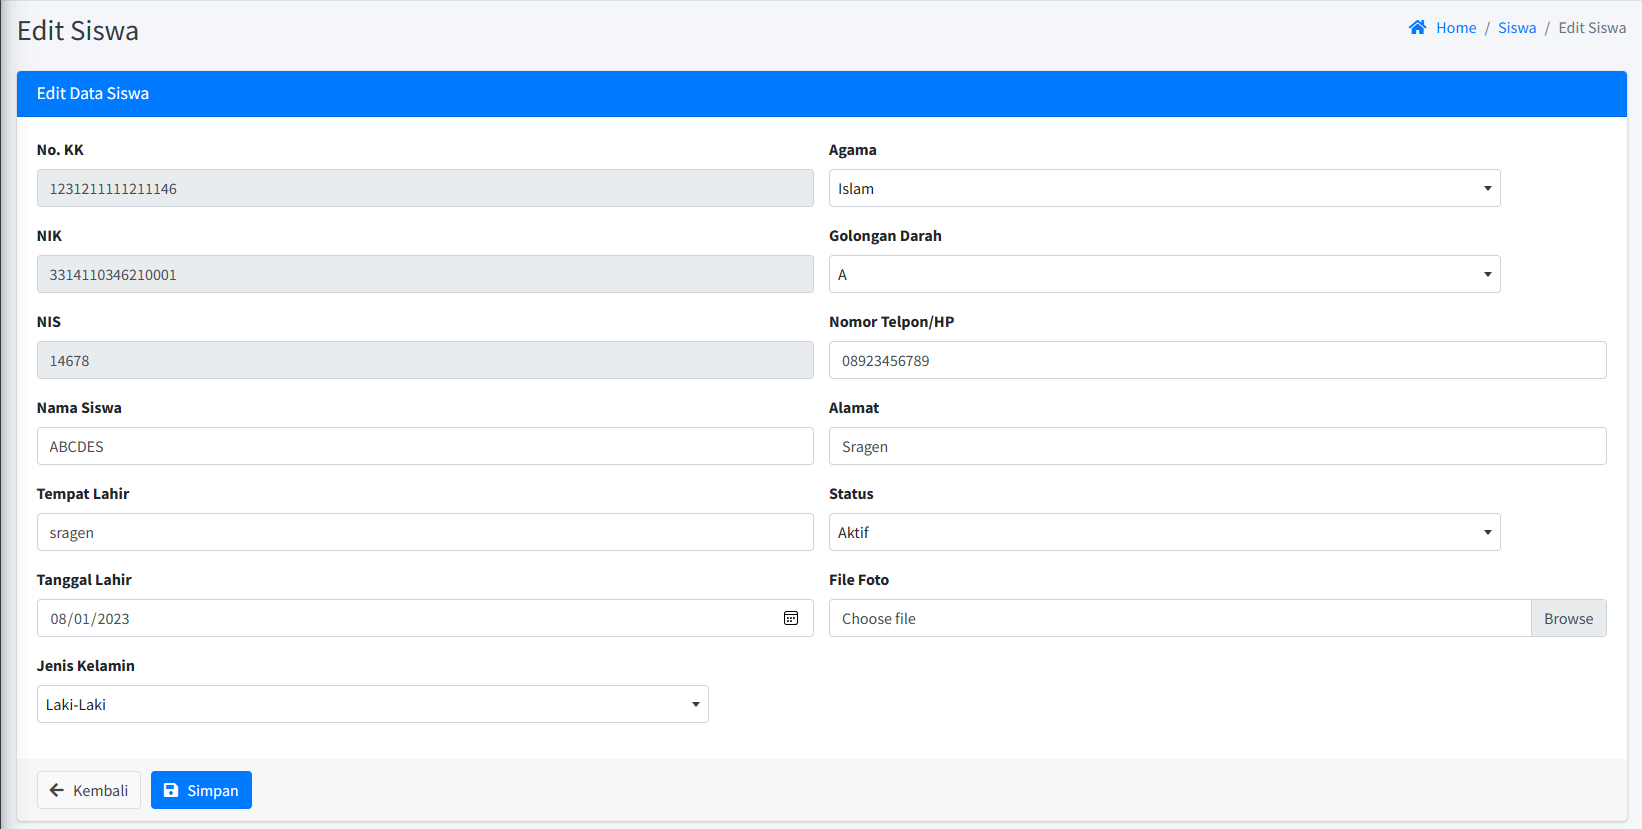 Edit Siswa
Home / Siswa / Edit Siswa
Edit Data Siswa
No. KK
1231211111211146
NIK
3314110346210001
NIS
14678
Nama Siswa
ABCDES
Tempat Lahir
sragen
Tanggal Lahir
08/01/2023
Jenis Kelamin
Laki-Laki
Agama
Islam
Golongan Darah
A
Nomor Telpon/HP
08923456789
Alamat
Sragen
Status
Aktif
File Foto
Choose file Browse
Kembali Simpan